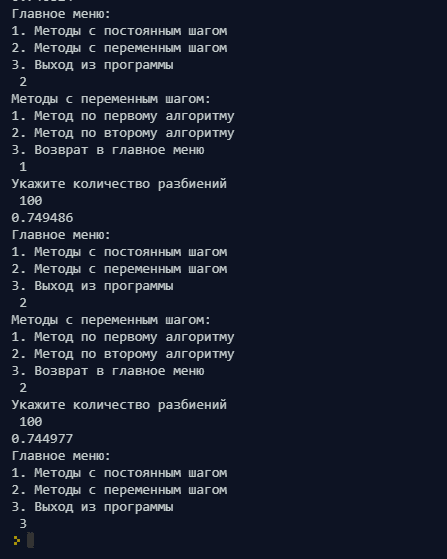 Главное меню:
1. Методы с постоянным шагом
2. Методы с переменным шагом
3. Выход из программы
2
Методы с переменным шагом:
1. Метод по первому алгоритму
2. Метод по второму алгоритму
3. Возврат в главное меню
1
Укажите количество разбиений
100
0.749486
Главное меню:
1. Методы с постоянным шагом
2. Методы с переменным шагом
3. Выход из программы
2
Методы с переменным шагом:
1. Метод по первому алгоритму
2. Метод по второму алгоритму
3. Возврат в главное меню
2
Укажите количество разбиений
100
0.744977
Главное меню:
1. Методы с постоянным шагом
2. Методы с переменным шагом
3. Выход из программы
3
>